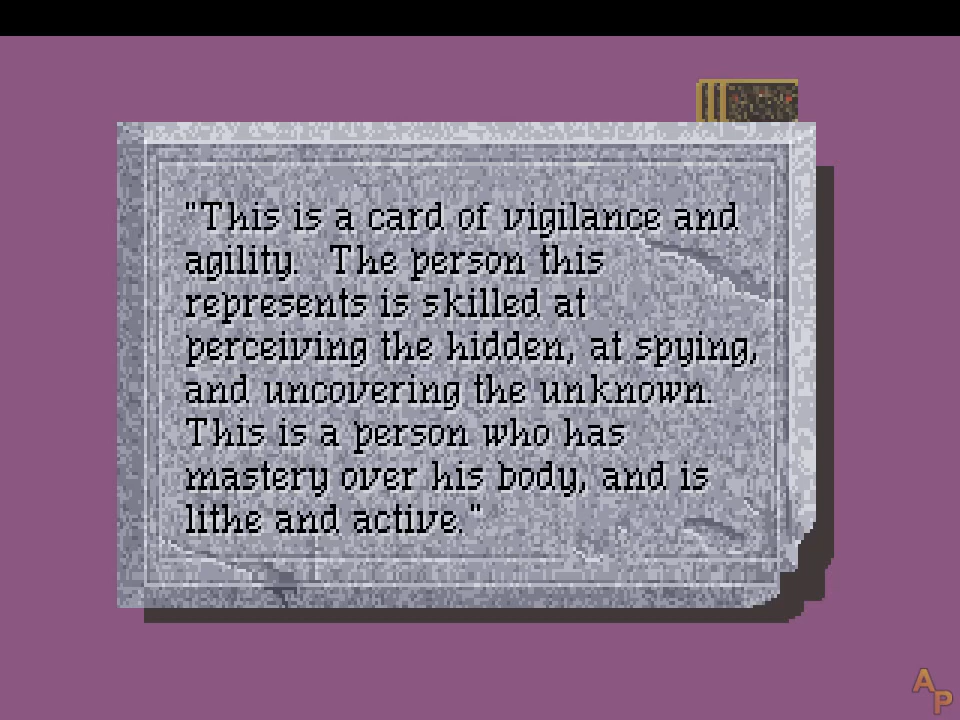 "This is a card of vigilance and
agility.  The person this
represents is skilled at
perceiving the hidden, at spying,
and uncovering the unknown.
This is a person who has
mastery over his body, and is
lithe and active."
AP